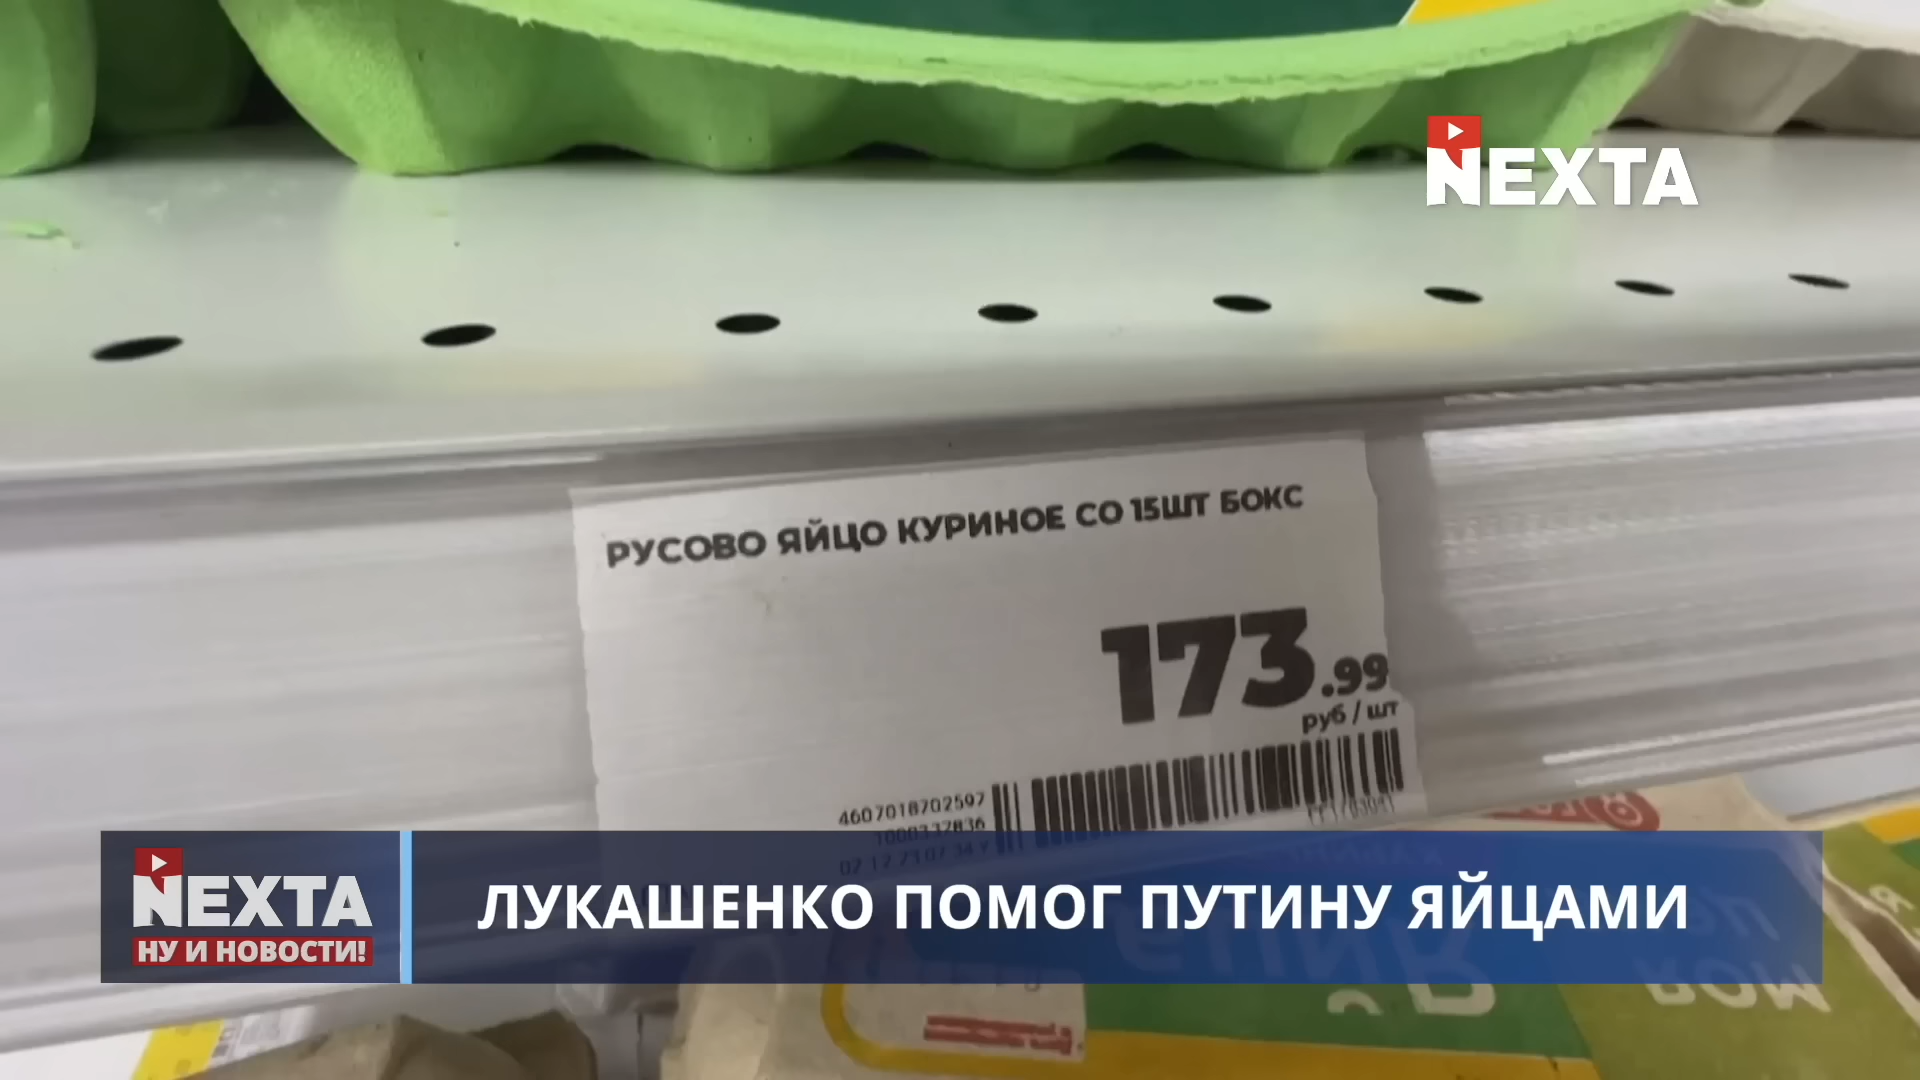 NEXTA
РУСОВО ЯЙЦО КУРИНОЕ СО 15ШТ БОКС
173.99
руб / шт
4607018702597
1000332836
NEXTA
НУ И НОВОСТИ!
ЛУКАШЕНКО ПОМОГ ПУТИНУ ЯЙЦАМИ